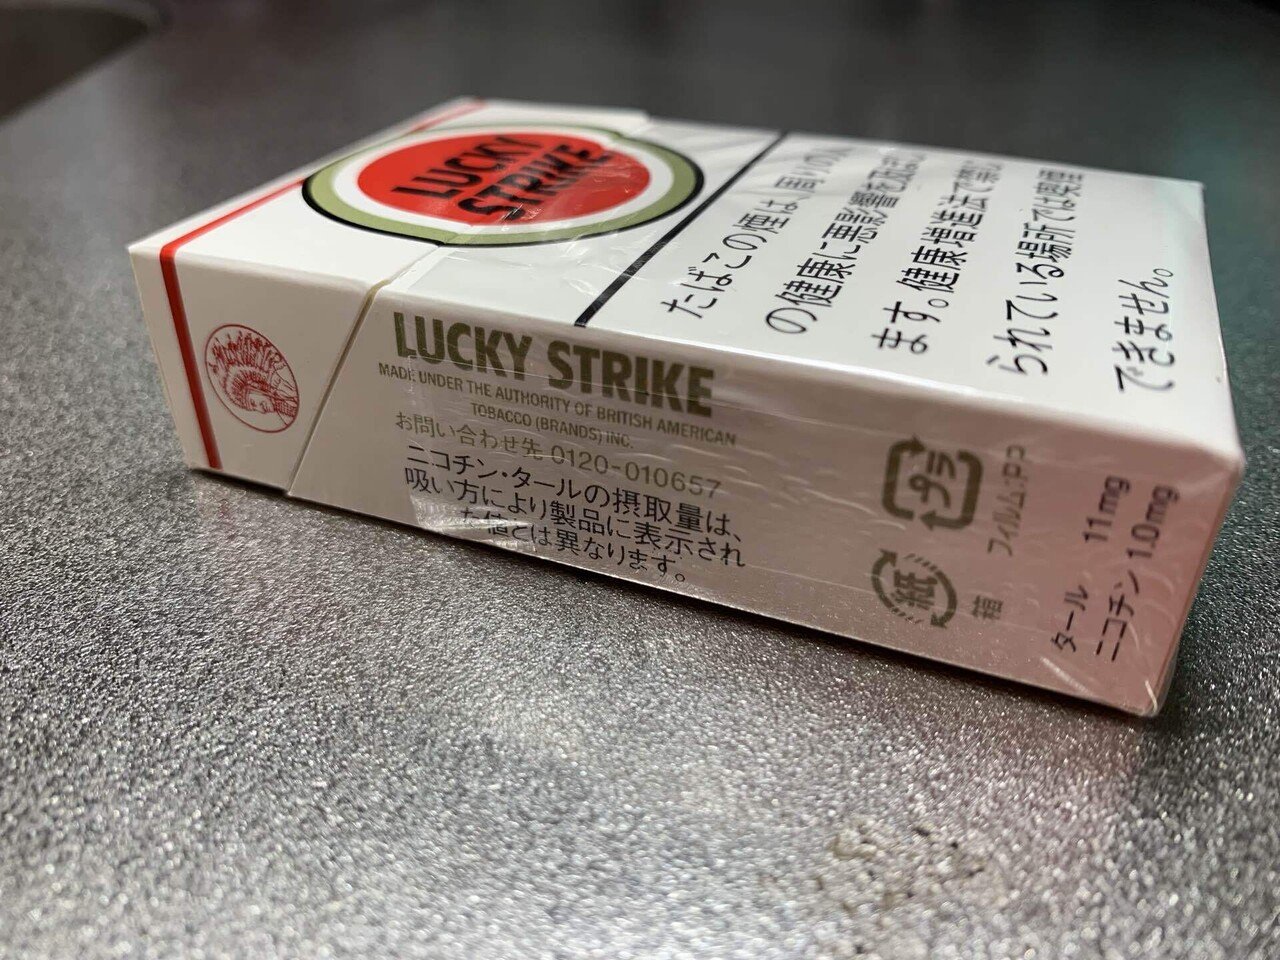 LUCKY
STRIKE
たばこの煙は、周りの人
の健康に悪影響を及ぼし
ます。健康増進法で禁じ
られている場所では喫煙
できません。
LUCKY STRIKE
MADE UNDER THE AUTHORITY OF BRITISH AMERICAN
TOBACCO (BRANDS) INC.
お問い合わせ先 0120-010657
ニコチン・タールの摂取量は、
吸い方により製品に表示され
た値とは異なります。
プラ
フィルム:PP
紙
箱
タール 11mg
ニコチン 1.0mg